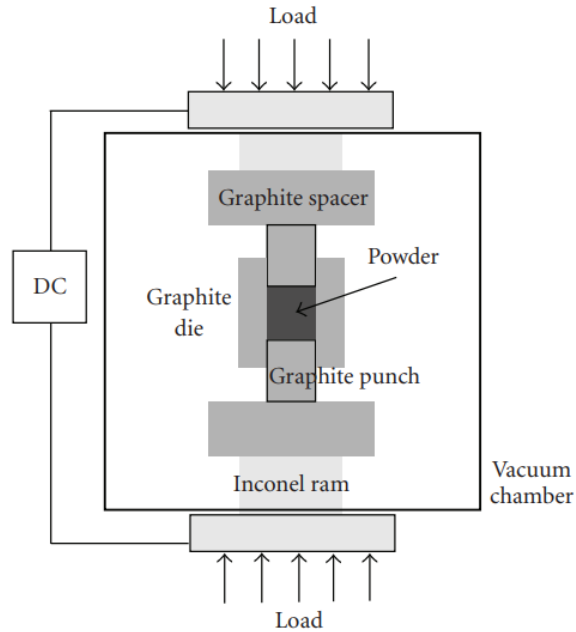 Load
Graphite spacer
Powder
DC
Graphite
die
Graphite punch
Inconel ram
Vacuum
chamber
Load